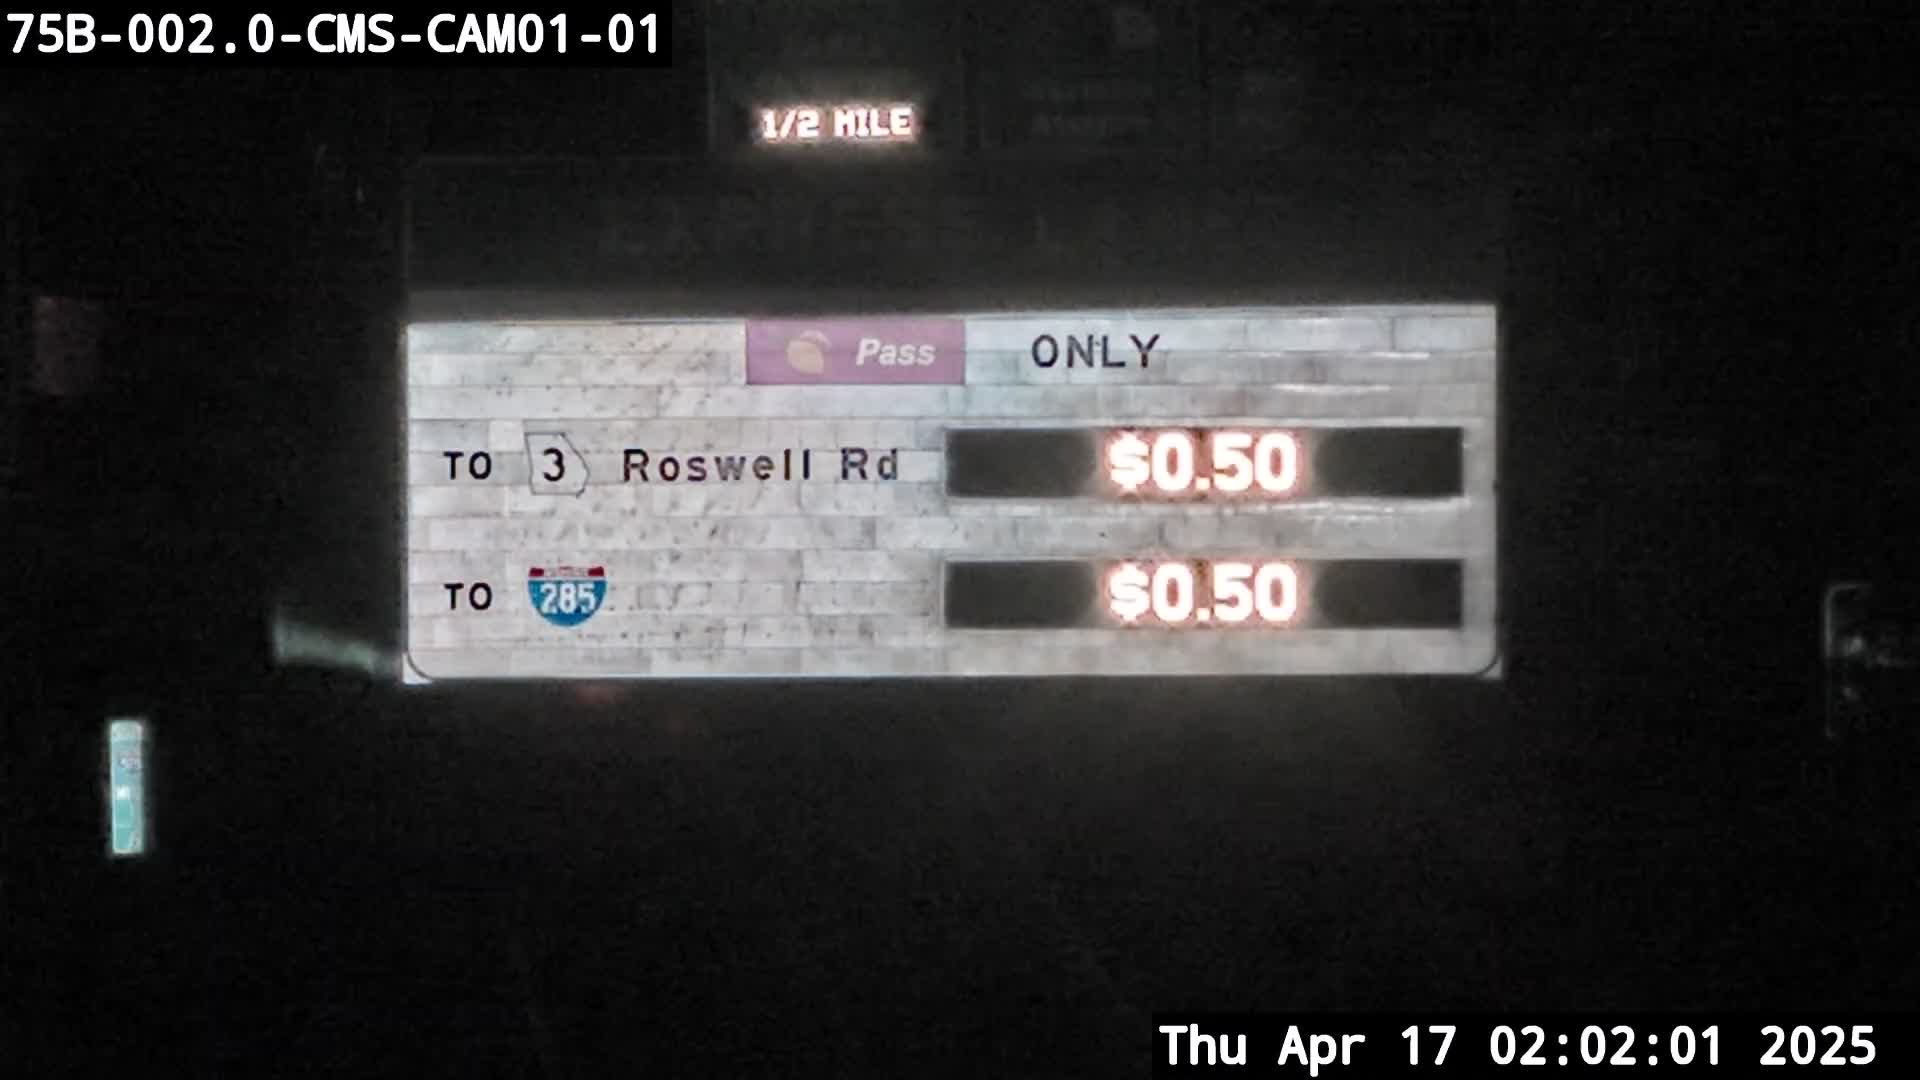 75B-002.0-CMS-CAM01-01
1/2 MILE
Pass ONLY
TO 3 Roswell Rd $0.50
TO 285 $0.50
Thu Apr 17 02:02:01 2025